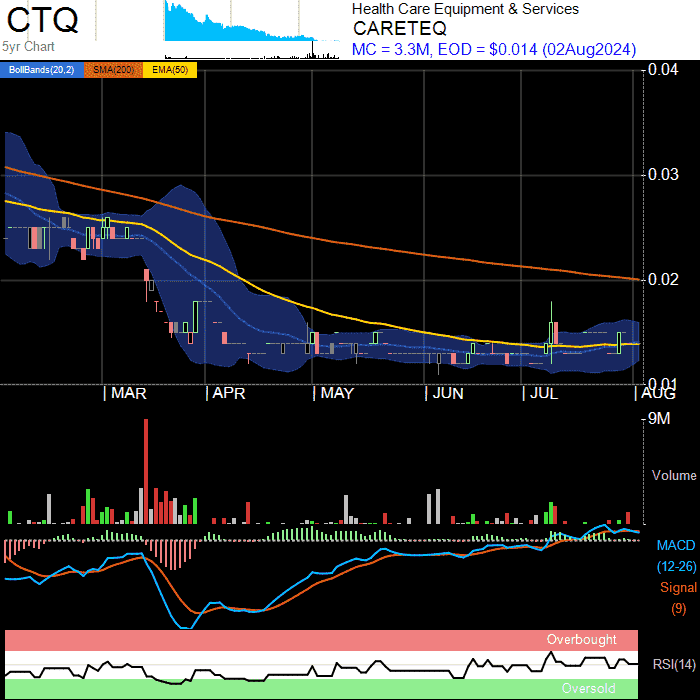 CTQ
5yr Chart
Health Care Equipment & Services
CARETEQ
MC = 3.3M, EOD = $0.014 (02Aug2024)
BollBands(20,2) SMA(200) EMA(50)
0.04
0.03
0.02
0.01
MAR APR MAY JUN JUL AUG
9M
Volume
MACD
(12-26)
Signal
(9)
Overbought
RSI(14)
Oversold